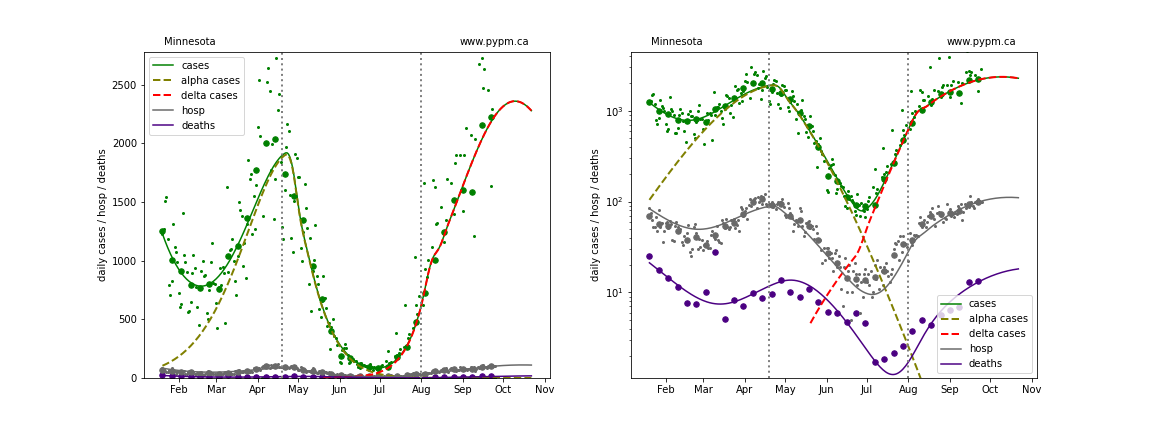 Minnesota
www.pypm.ca
daily cases / hosp / deaths
2500
2000
1500
1000
500
0
cases
alpha cases
delta cases
hosp
deaths
Feb Mar Apr May Jun Jul Aug Sep Oct Nov
Minnesota
www.pypm.ca
daily cases / hosp / deaths
10³
10²
10¹
cases
alpha cases
delta cases
hosp
deaths
Feb Mar Apr May Jun Jul Aug Sep Oct Nov